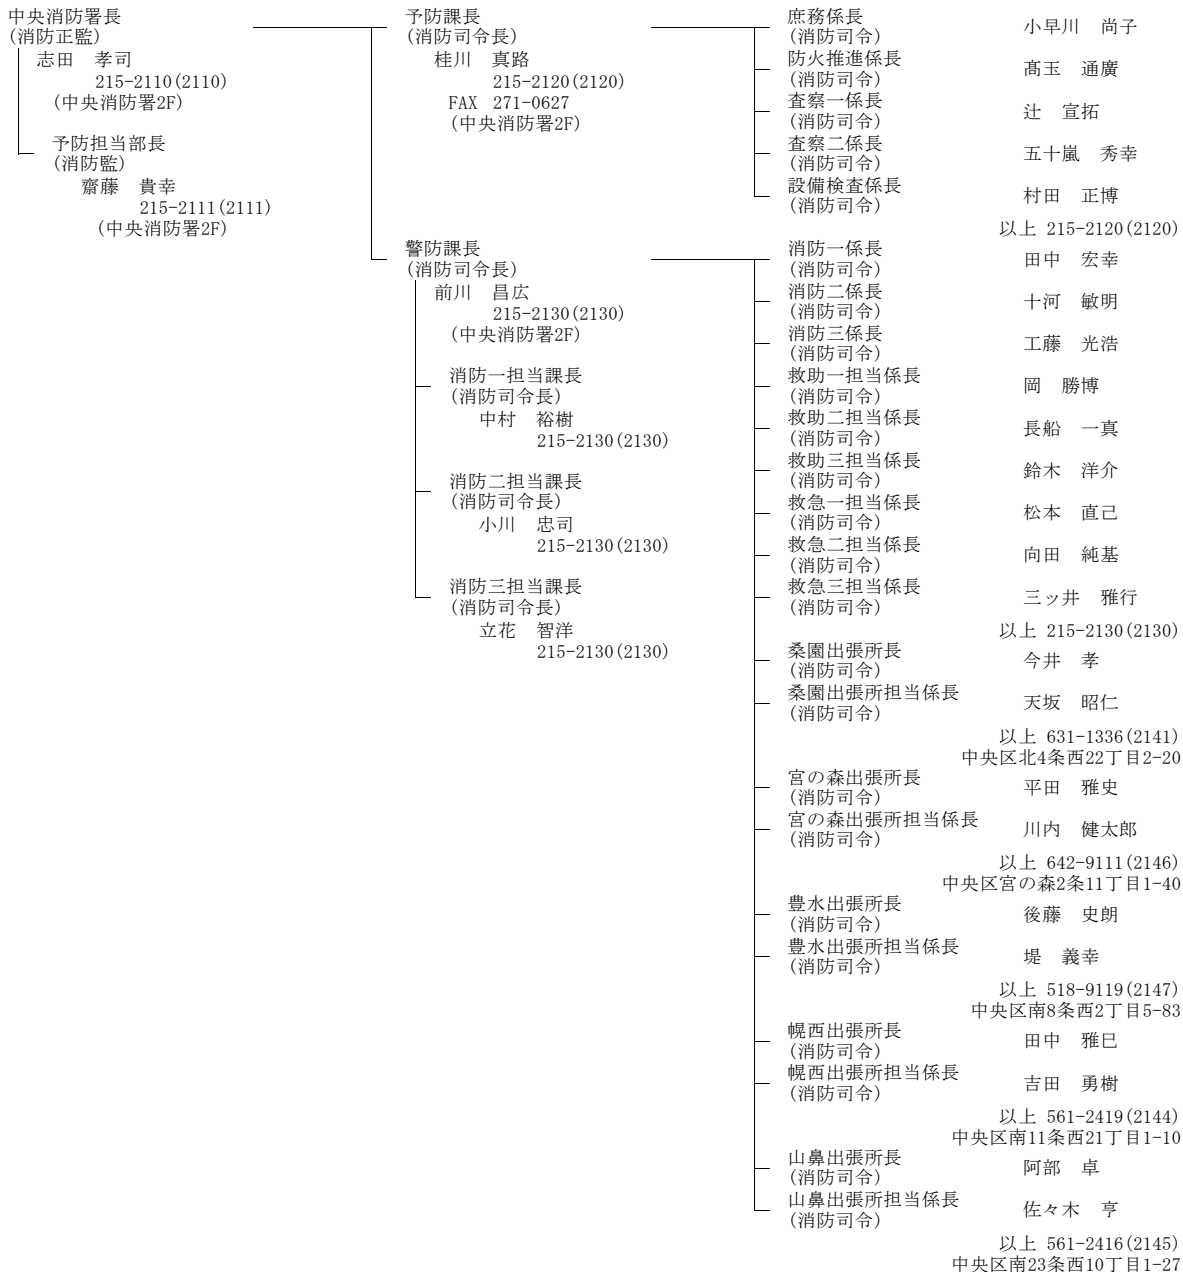 中央消防署長
(消防正監)
志田　孝司
215-2110(2110)
(中央消防署2F)
予防担当部長
(消防監)
齋藤　貴幸
215-2111(2111)
(中央消防署2F)
予防課長
(消防司令長)
桂川　真路
215-2120(2120)
FAX 271-0627
(中央消防署2F)
庶務係長
(消防司令)
小早川　尚子
防火推進係長
(消防司令)
髙玉　通廣
査察一係長
(消防司令)
辻　宣拓
査察二係長
(消防司令)
五十嵐　秀幸
設備検査係長
(消防司令)
村田　正博
以上 215-2120(2120)
警防課長
(消防司令長)
前川　昌広
215-2130(2130)
(中央消防署2F)
消防一担当課長
(消防司令長)
中村　裕樹
215-2130(2130)
消防二担当課長
(消防司令長)
小川　忠司
215-2130(2130)
消防三担当課長
(消防司令長)
立花　智洋
215-2130(2130)
消防一係長
(消防司令)
田中　宏幸
消防二係長
(消防司令)
十河　敏明
消防三係長
(消防司令)
工藤　光浩
救助一担当係長
(消防司令)
岡　勝博
救助二担当係長
(消防司令)
長船　一真
救助三担当係長
(消防司令)
鈴木　洋介
救急一担当係長
(消防司令)
松本　直己
救急二担当係長
(消防司令)
向田　純基
救急三担当係長
(消防司令)
三ッ井　雅行
以上 215-2130(2130)
桑園出張所長
(消防司令)
今井　孝
桑園出張所担当係長
(消防司令)
天坂　昭仁
以上 631-1336(2141)
中央区北4条西22丁目2-20
宮の森出張所長
(消防司令)
平田　雅史
宮の森出張所担当係長
(消防司令)
川内　健太郎
以上 642-9111(2146)
中央区宮の森2条11丁目1-40
豊水出張所長
(消防司令)
後藤　史朗
豊水出張所担当係長
(消防司令)
堤　義幸
以上 518-9119(2147)
中央区南8条西2丁目5-83
幌西出張所長
(消防司令)
田中　雅巳
幌西出張所担当係長
(消防司令)
吉田　勇樹
以上 561-2419(2144)
中央区南11条西21丁目1-10
山鼻出張所長
(消防司令)
阿部　卓
山鼻出張所担当係長
(消防司令)
佐々木　亨
以上 561-2416(2145)
中央区南23条西10丁目1-27